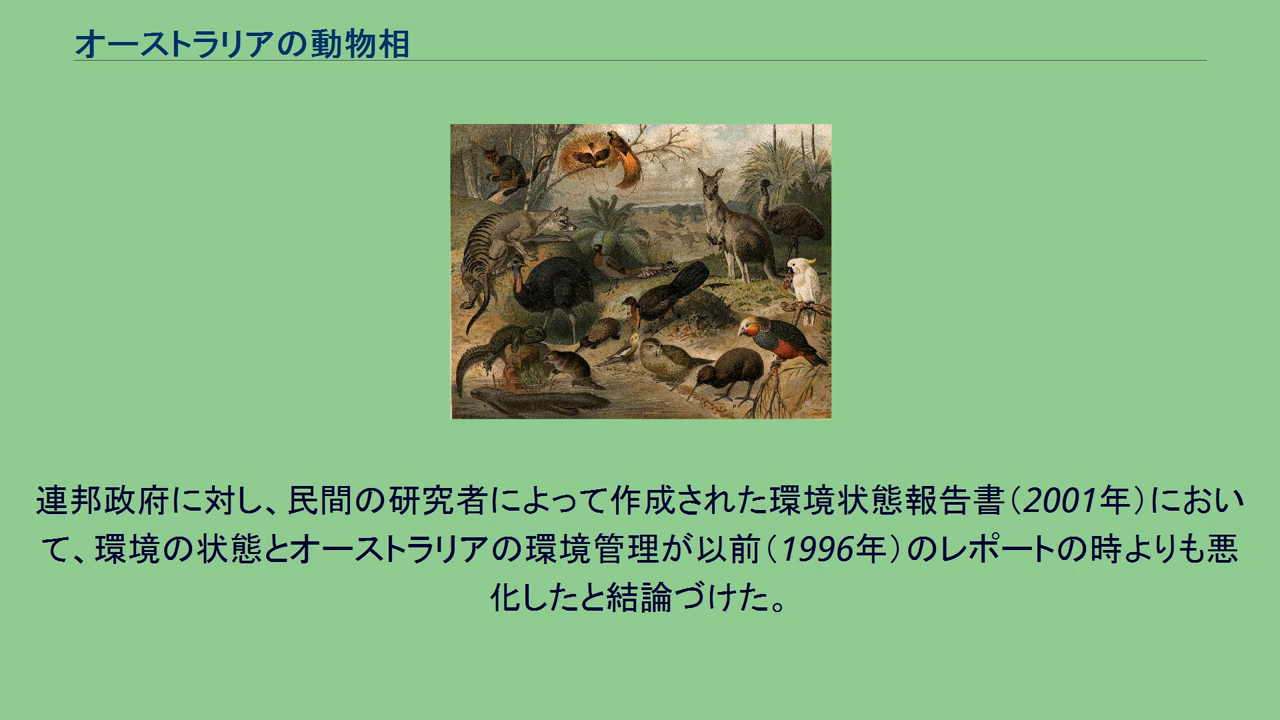 オーストラリアの動物相
連邦政府に対し、民間の研究者によって作成された環境状態報告書（2001年）におい
て、環境の状態とオーストラリアの環境管理が以前（1996年）のレポートの時よりも悪
化したと結論づけた。